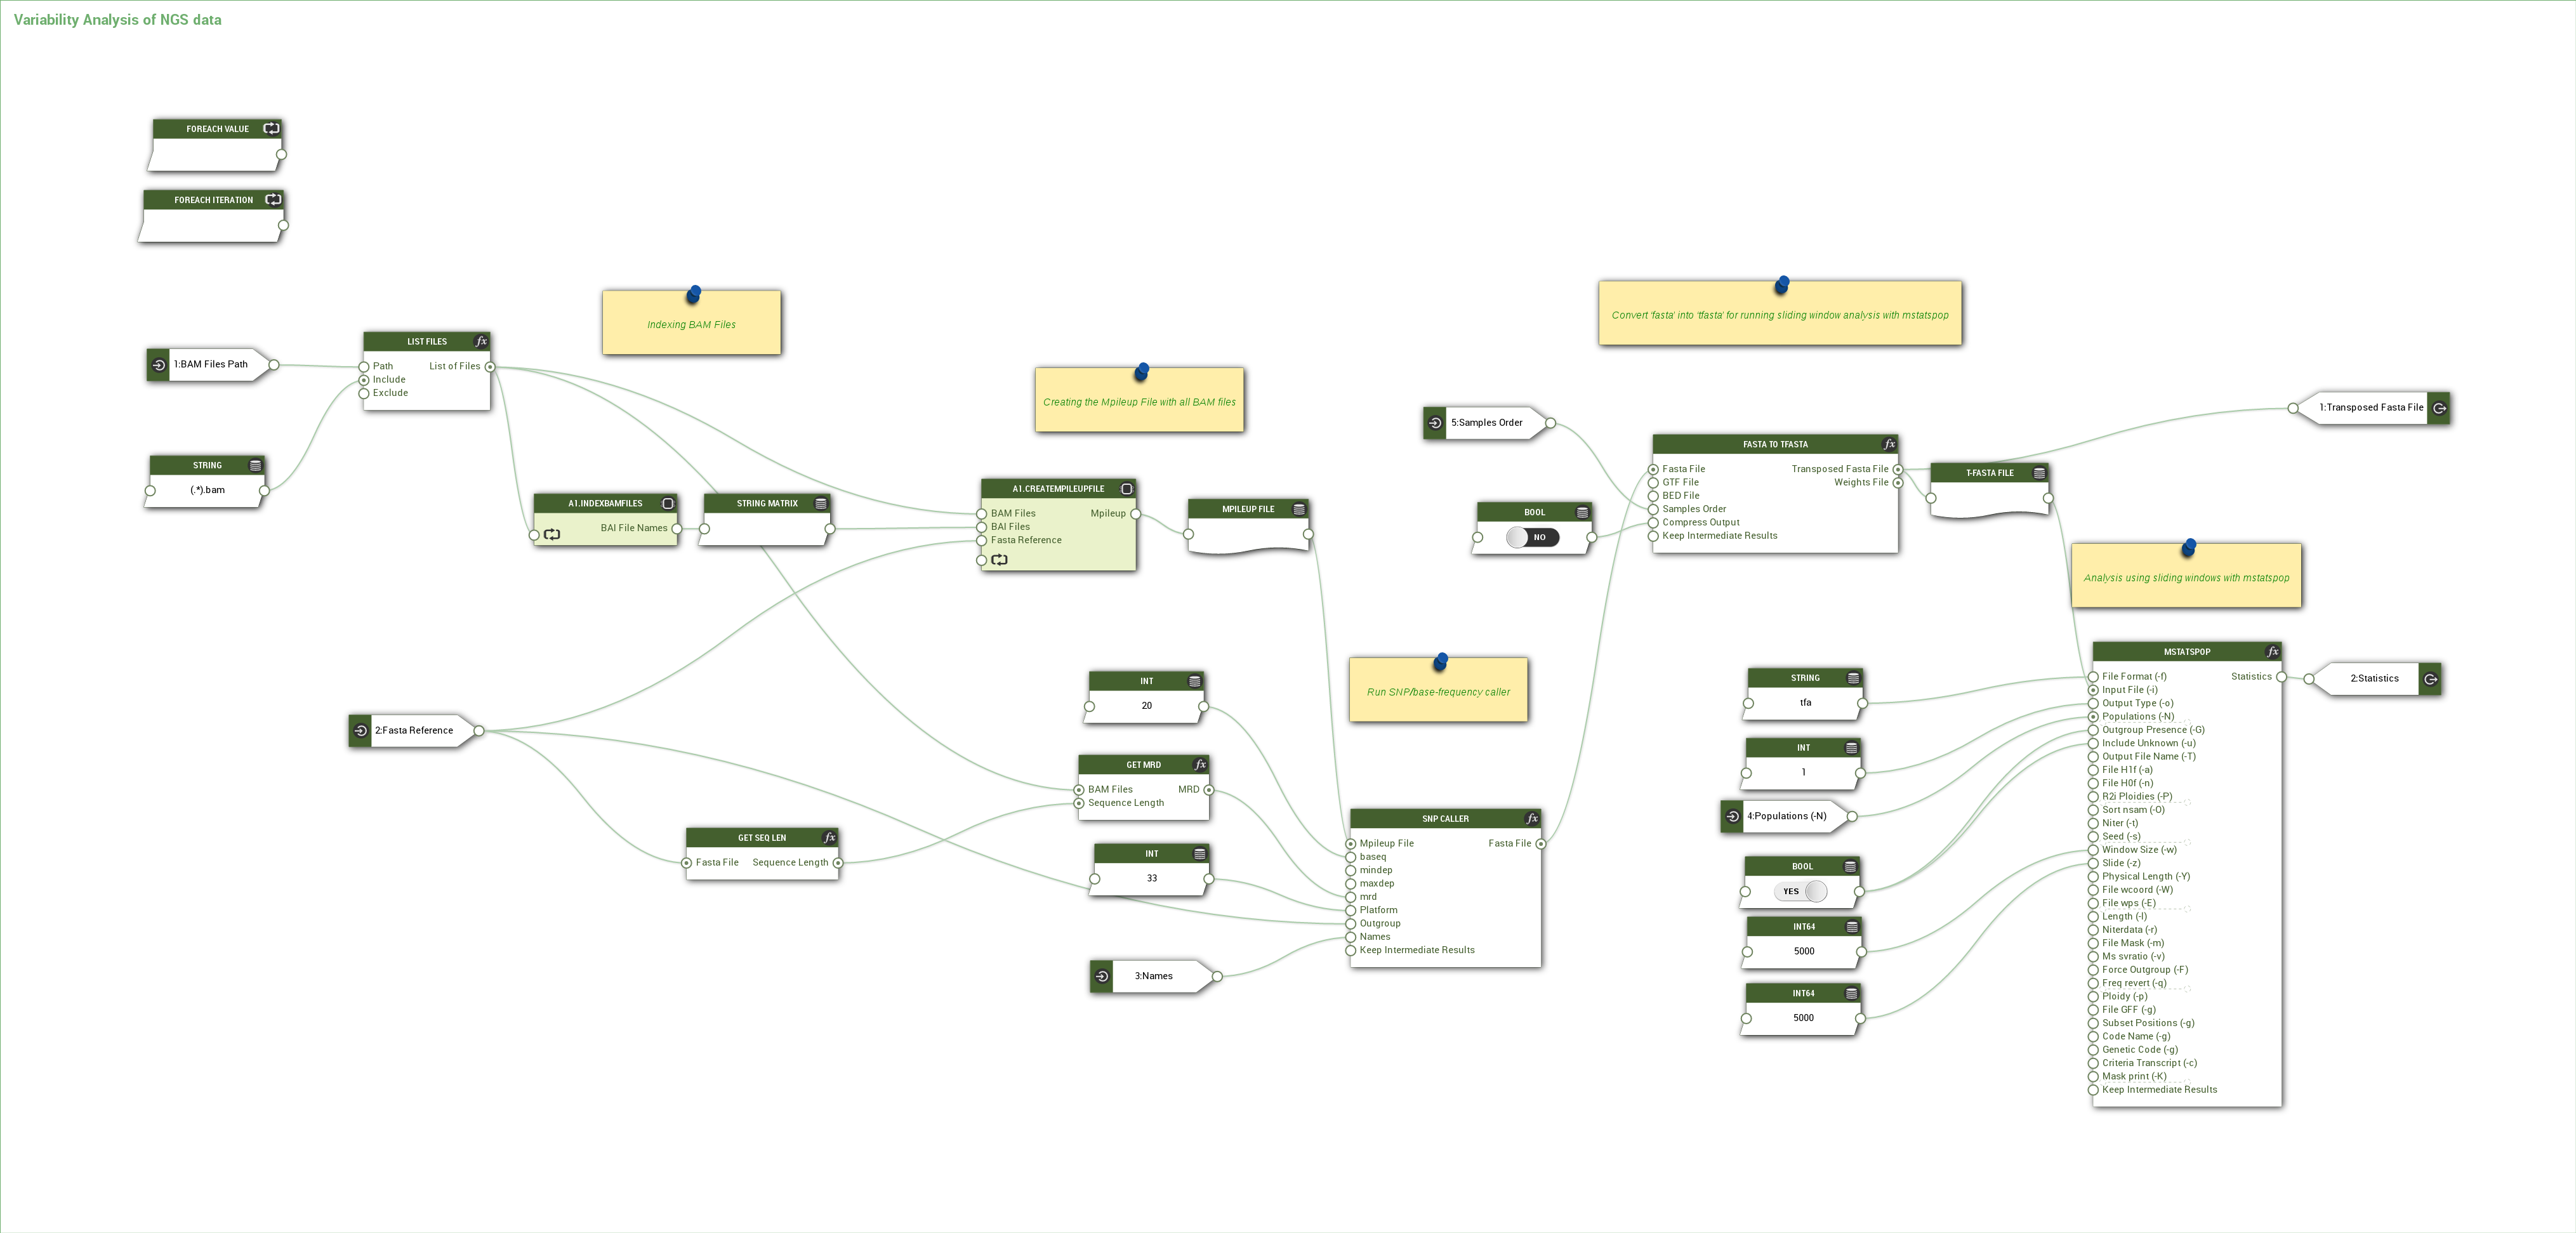 Variability Analysis of NGS data
FOREACH VALUE
FOREACH ITERATION
Indexing BAM Files
1:BAM Files Path
LIST FILES
Path
List of Files
Include
Exclude
STRING
(.*).bam
A1.INDEXBAMFILES
BAI File Names
STRING MATRIX
Creating the Mpileup File with all BAM files
A1.CREATEMPILEUPFILE
BAM Files
Mpileup
BAI Files
Fasta Reference
MPILEUP FILE
2:Fasta Reference
GET SEQ LEN
Fasta File
Sequence Length
INT
20
GET MRD
BAM Files
MRD
Sequence Length
INT
33
3:Names
Run SNP/base-frequency caller
SNP CALLER
Mpileup File
Fasta File
baseq
mindep
maxdep
mrd
Platform
Outgroup
Names
Keep Intermediate Results
Convert 'fasta' into 'tfasta' for running sliding window analysis with mstatspop
5:Samples Order
BOOL
NO
FASTA TO TFASTA
Fasta File
Transposed Fasta File
GTF File
Weights File
BED File
Samples Order
Compress Output
Keep Intermediate Results
T-FASTA FILE
1:Transposed Fasta File
Analysis using sliding windows with mstatspop
STRING
tfa
INT
1
4:Populations (-N)
BOOL
YES
INT64
5000
INT64
5000
MSTATSPOP
File Format (-f)
Statistics
Input File (-i)
Output Type (-o)
Populations (-N)
Outgroup Presence (-G)
Include Unknown (-u)
Output File Name (-T)
File H1f (-a)
File H0f (-n)
R2i Ploidies (-P)
Sort nsam (-O)
Niter (-t)
Seed (-s)
Window Size (-w)
Slide (-z)
Physical Length (-Y)
File wcoord (-W)
File wps (-E)
Length (-l)
Niterdata (-r)
File Mask (-m)
Ms svratio (-v)
Force Outgroup (-F)
Freq revert (-q)
Ploidy (-p)
File GFF (-g)
Subset Positions (-g)
Code Name (-g)
Genetic Code (-g)
Criteria Transcript (-c)
Mask print (-K)
Keep Intermediate Results
2:Statistics